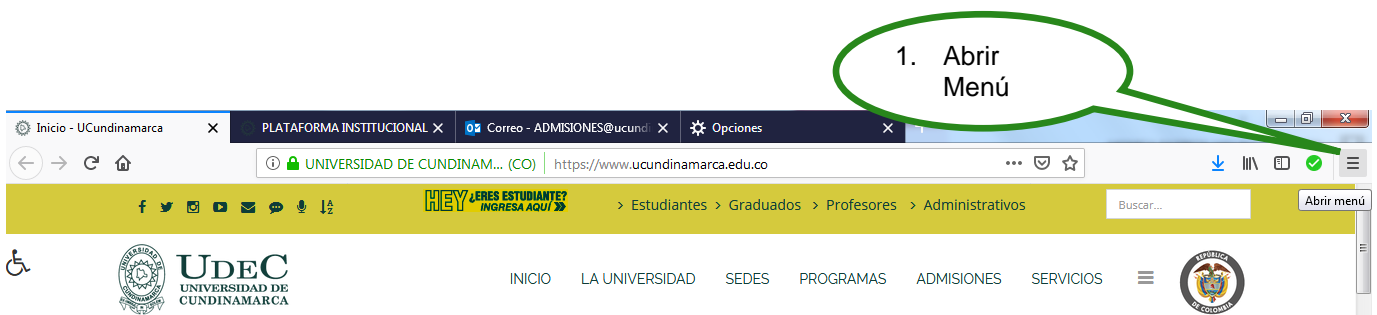 1. Abrir
Menú
Inicio - UCundinamarca
PLATAFORMA INSTITUCIONAL
Correo - ADMISIONES@ucundi
Opciones
UNIVERSIDAD DE CUNDINAM... (CO)
https://www.ucundinamarca.edu.co
HEY ¿ERES ESTUDIANTE?
INGRESA AQUÍ
> Estudiantes > Graduados > Profesores > Administrativos
Buscar...
Abrir menú
UDEC
UNIVERSIDAD DE
CUNDINAMARCA
INICIO LA UNIVERSIDAD SEDES PROGRAMAS ADMISIONES SERVICIOS
REPÚBLICA
DE COLOMBIA